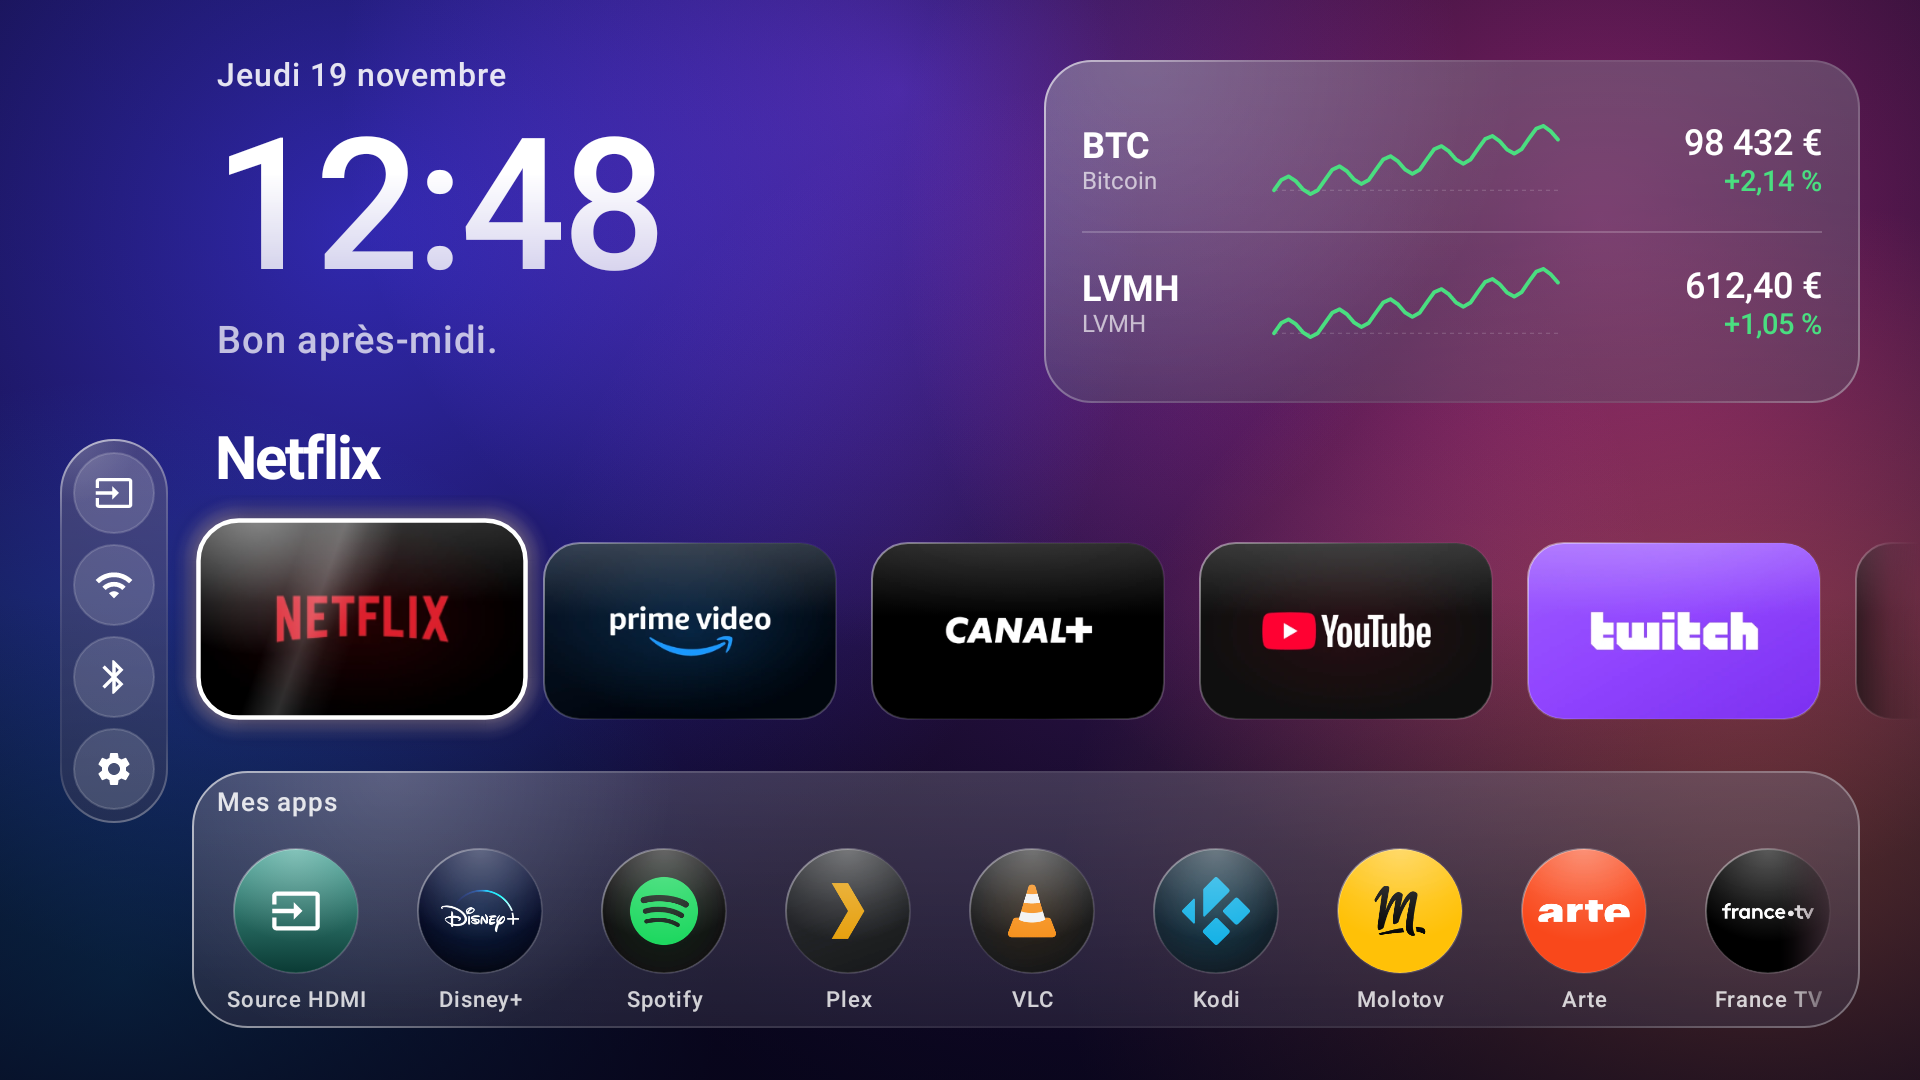 Jeudi 19 novembre
12:48
Bon après-midi.
BTC
Bitcoin
98 432 €
+2,14 %
LVMH
LVMH
612,40 €
+1,05 %
Netflix
NETFLIX
prime video
CANAL+
YouTube
twitch
Mes apps
Disney+
M.
arte
france•tv
Source HDMI
Disney+
Spotify
Plex
VLC
Kodi
Molotov
Arte
France TV